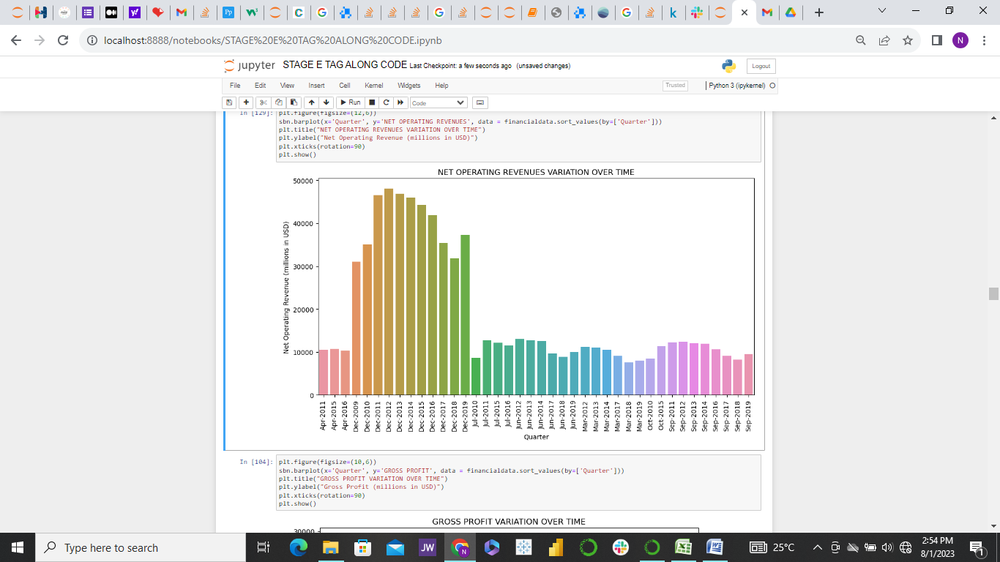 localhost:8888/notebooks/STAGE%20E%20TAG%20ALONG%20CODE.ipynb
N
jupyter STAGE E TAG ALONG CODE Last Checkpoint: a few seconds ago (unsaved changes)
Logout
File Edit View Insert Cell Kernel Widgets Help
Trusted
Python 3 (ipykernel)
Run
Code
In [129]: plt.figure(figsize=(12,6))
sbn.barplot(x='Quarter', y='NET OPERATING REVENUES', data = financialdata.sort_values(by=['Quarter']))
plt.title("NET OPERATING REVENUES VARIATION OVER TIME")
plt.ylabel("Net Operating Revenue (millions in USD)")
plt.xticks(rotation=90)
plt.show()
NET OPERATING REVENUES VARIATION OVER TIME
50000
40000
30000
20000
10000
0
Net Operating Revenue (millions in USD)
Apr-2011
Apr-2015
Apr-2016
Dec-2009
Dec-2010
Dec-2011
Dec-2012
Dec-2013
Dec-2014
Dec-2015
Dec-2016
Dec-2017
Dec-2018
Dec-2019
Jul-2010
Jul-2011
Jul-2015
Jul-2016
Jun-2012
Jun-2013
Jun-2014
Jun-2017
Jun-2018
Jun-2019
Mar-2012
Mar-2013
Mar-2014
Mar-2017
Mar-2018
Mar-2019
Oct-2010
Oct-2015
Sep-2011
Sep-2012
Sep-2013
Sep-2014
Sep-2016
Sep-2017
Sep-2018
Sep-2019
Quarter
In [104]: plt.figure(figsize=(10,6))
sbn.barplot(x='Quarter', y='GROSS PROFIT', data = financialdata.sort_values(by=['Quarter']))
plt.title("GROSS PROFIT VARIATION OVER TIME")
plt.ylabel("Gross Profit (millions in USD)")
plt.xticks(rotation=90)
plt.show()
GROSS PROFIT VARIATION OVER TIME
30000
Type here to search
JW
25°C
2:54 PM
8/1/2023
1